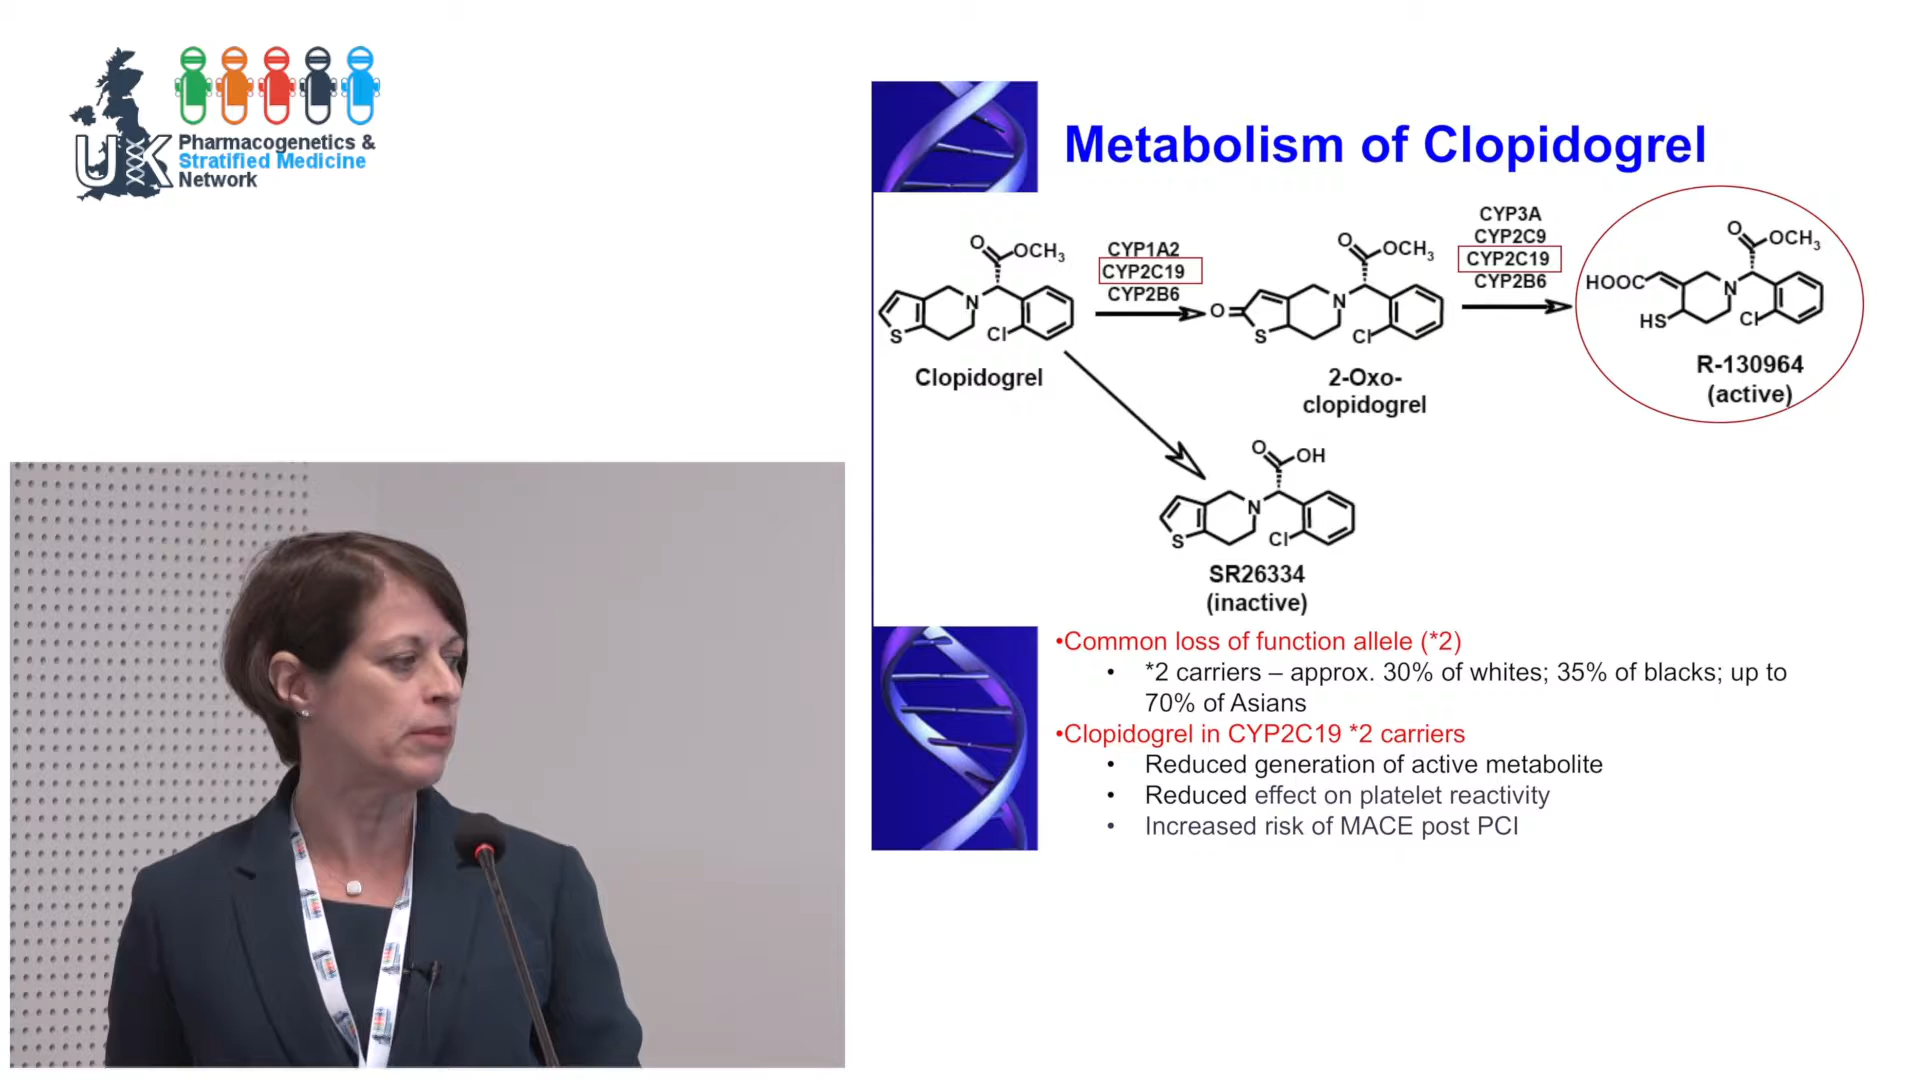 UK
Pharmacogenetics &
Stratified Medicine
Network
Metabolism of Clopidogrel
O
OCH3
N
S
Cl
Clopidogrel
CYP1A2
CYP2C19
CYP2B6
O
OCH3
O
N
S
Cl
2-Oxo-
clopidogrel
CYP3A
CYP2C9
CYP2C19
CYP2B6
O
OCH3
HOOC
N
HS
Cl
R-130964
(active)
O
OH
N
S
Cl
SR26334
(inactive)
•Common loss of function allele (*2)
• *2 carriers – approx. 30% of whites; 35% of blacks; up to
70% of Asians
•Clopidogrel in CYP2C19 *2 carriers
• Reduced generation of active metabolite
• Reduced effect on platelet reactivity
• Increased risk of MACE post PCI